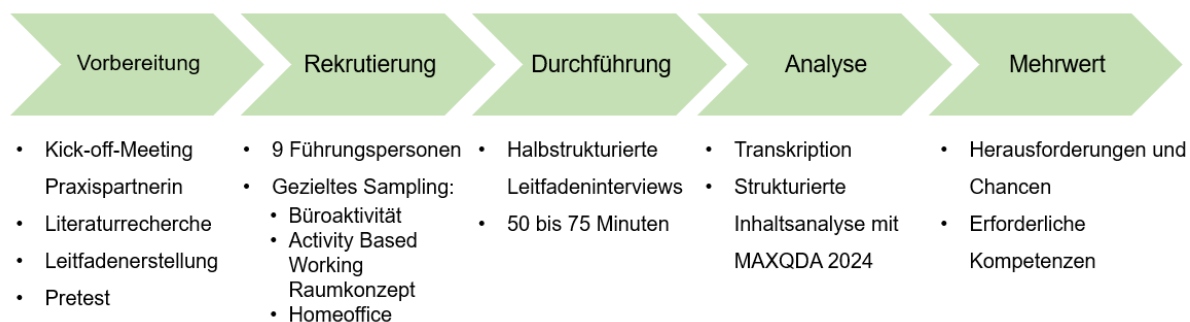 Vorbereitung
Rekrutierung
Durchführung
Analyse
Mehrwert
• Kick-off-Meeting
Praxispartnerin
• Literaturrecherche
• Leitfadenerstellung
• Pretest
• 9 Führungspersonen
• Gezieltes Sampling:
• Büroaktivität
• Activity Based
Working
Raumkonzept
• Homeoffice
• Halbstrukturierte
Leitfadeninterviews
• 50 bis 75 Minuten
• Transkription
• Strukturierte
Inhaltsanalyse mit
MAXQDA 2024
• Herausforderungen und
Chancen
• Erforderliche
Kompetenzen